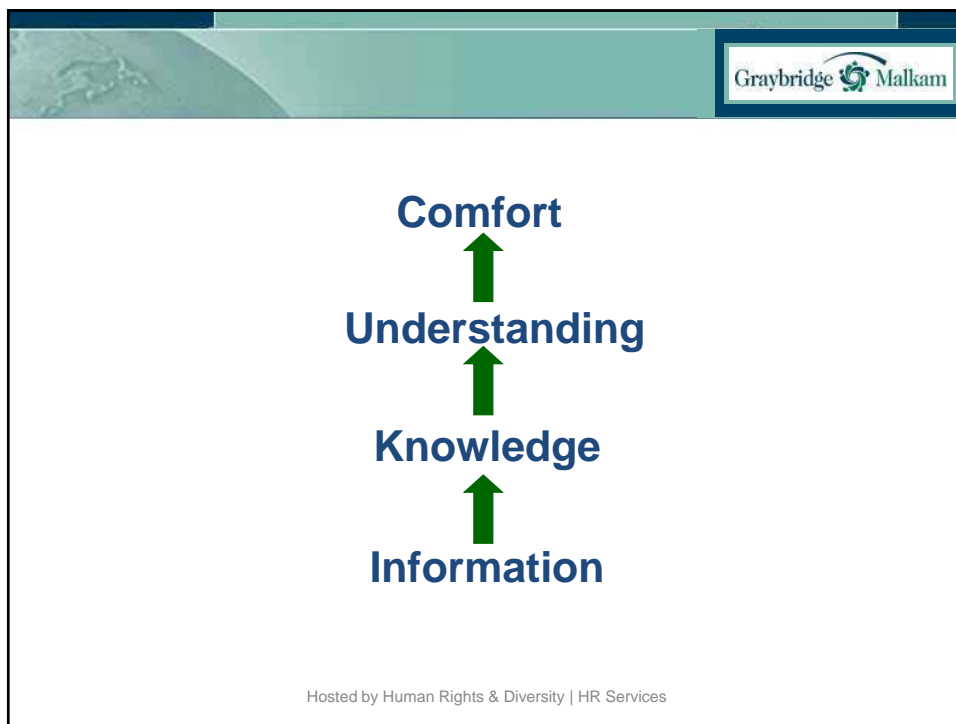 Graybridge Malkam
Comfort
Understanding
Knowledge
Information
Hosted by Human Rights & Diversity | HR Services